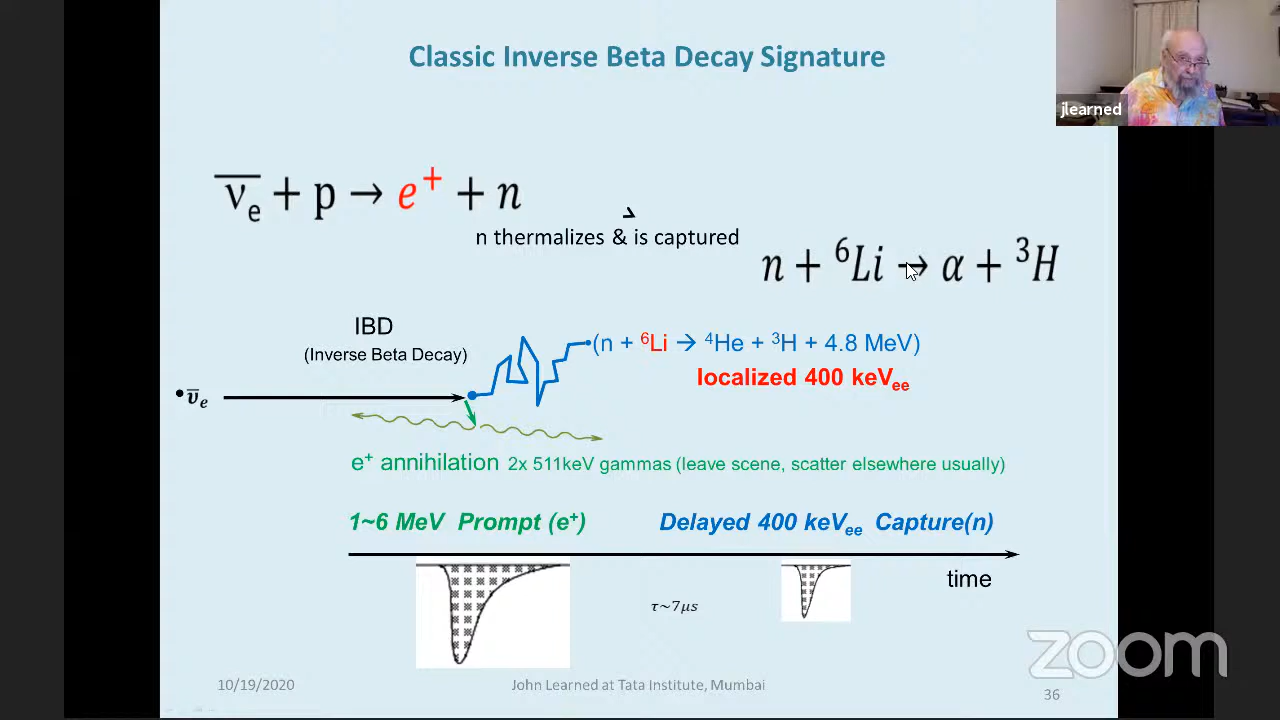 Classic Inverse Beta Decay Signature
jlearned
ν̅ₑ + p → e⁺ + n
n thermalizes & is captured
n + ⁶Li → α + ³H
IBD
(Inverse Beta Decay)
(n + ⁶Li → ⁴He + ³H + 4.8 MeV)
localized 400 keVₑₑ
•ν̅ₑ
e⁺ annihilation 2x 511keV gammas (leave scene, scatter elsewhere usually)
1~6 MeV Prompt (e⁺) Delayed 400 keVₑₑ Capture(n)
time
τ~7μs
zoom
10/19/2020 John Learned at Tata Institute, Mumbai 36